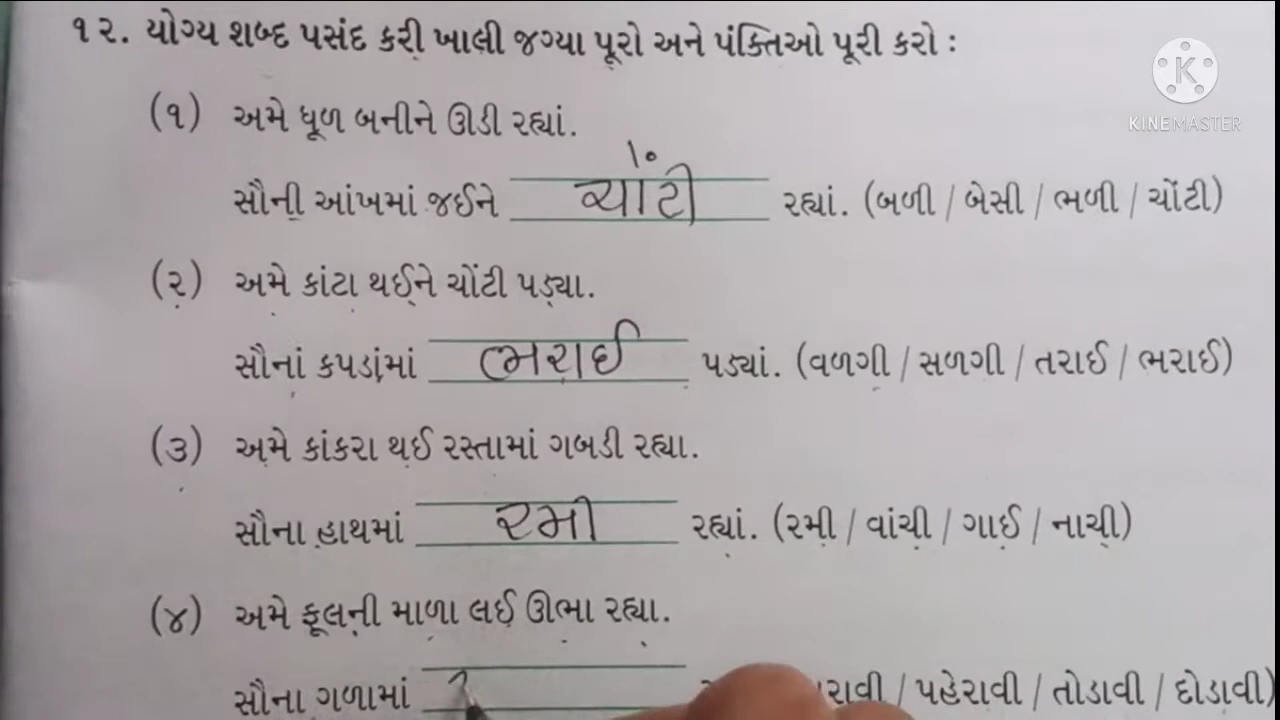 ૧૨. યોગ્ય શબ્દ પસંદ કરી ખાલી જગ્યા પૂરો અને પંક્તિઓ પૂરી કરો :
KINEMASTER
(૧) અમે ધૂળ બનીને ઊડી રહ્યાં.
સૌની આંખમાં જઈને ચોંટી રહ્યાં. (બળી / બેસી / ભળી / ચોંટી)
(૨) અમે કાંટા થઈને ચોંટી પડ્યા.
સૌનાં કપડાંમાં ભરાઈ પડ્યાં. (વળગી / સળગી / તરાઈ / ભરાઈ)
(૩) અમે કાંકરા થઈ રસ્તામાં ગબડી રહ્યા.
સૌના હાથમાં રમી રહ્યાં. (રમી / વાંચી / ગાઈ / નાચી)
(૪) અમે ફૂલની માળા લઈ ઊભા રહ્યા.
સૌના ગળામાં / પહેરાવી / તોડાવી / દોડાવી)